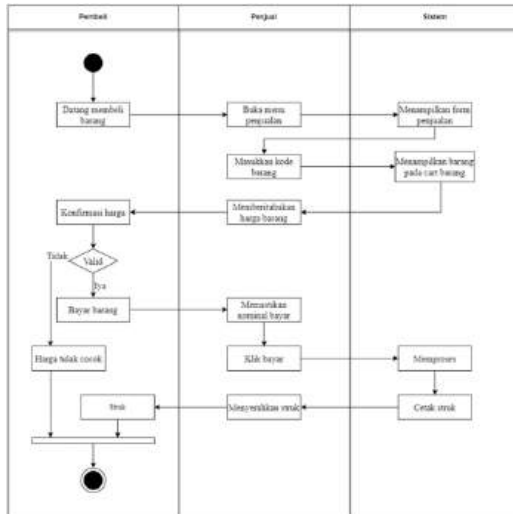 Pembeli
Penjual
Sistem
Datang membeli
barang
Buka menu
penjualan
Menampilkan form
penjualan
Masukkan kode
barang
Menampilkan barang
pada cart barang
Konfirmasi harga
Memberitahukan
harga barang
Tidak
Valid
Iya
Bayar barang
Memastikan
nominal bayar
Harga tidak cocok
Klik bayar
Memproses
Struk
Menyerahkan struk
Cetak struk